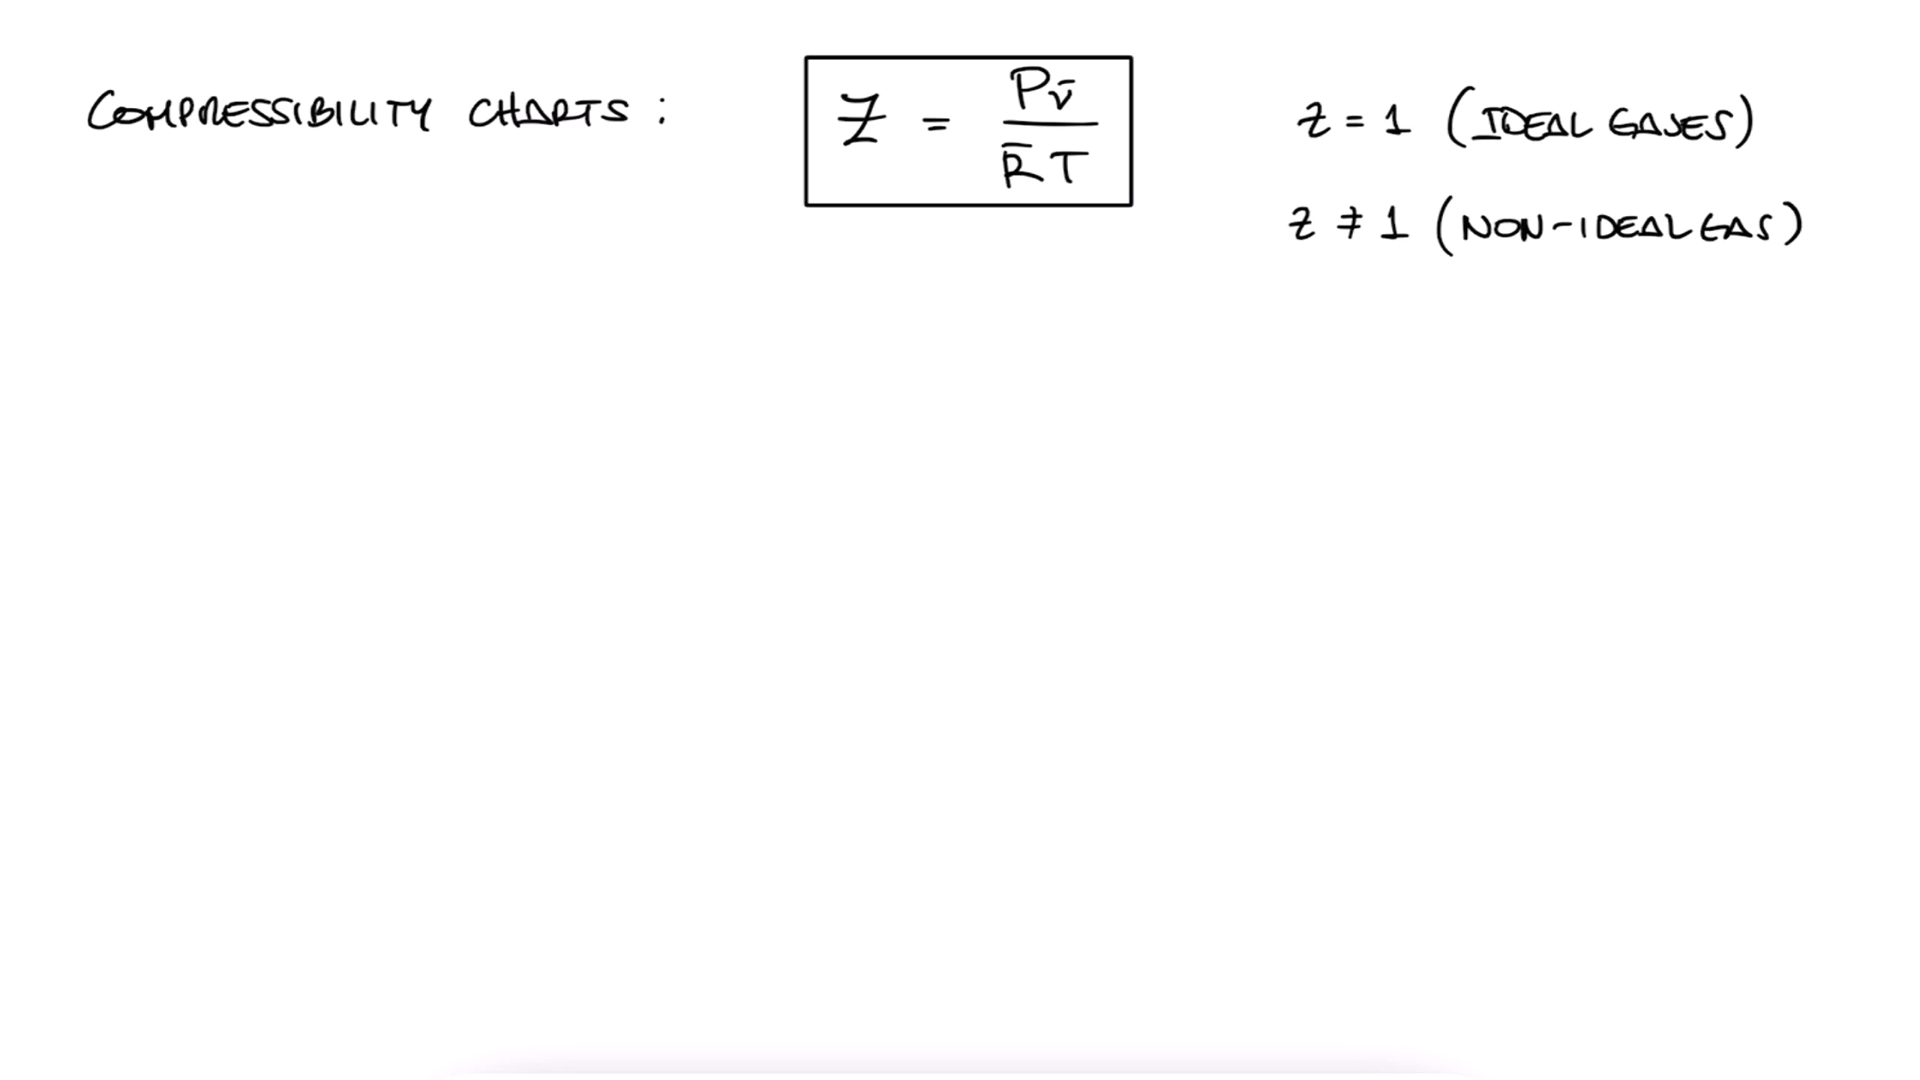 COMPRESSIBILITY CHARTS : Z = Pv̄ / R̄T
z = 1 (IDEAL GASES)
z ≠ 1 (NON-IDEAL GAS)